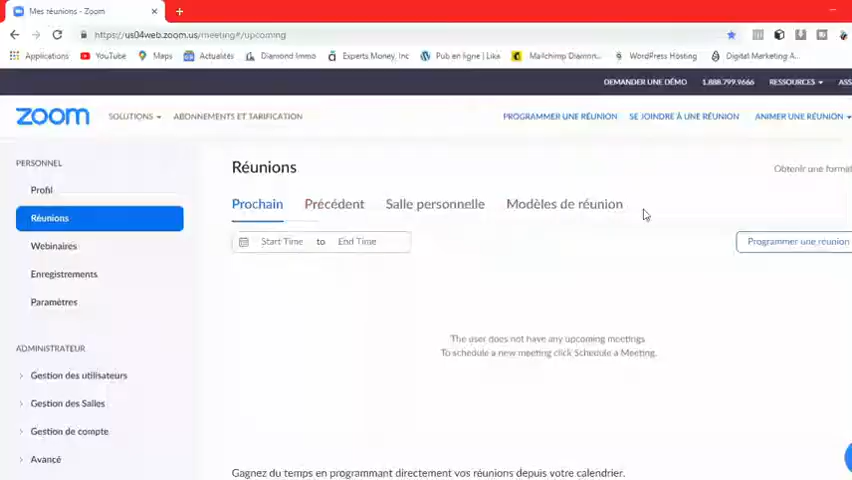 Mes réunions - Zoom
https://us04web.zoom.us/meeting#/upcoming
Applications YouTube Maps Actualités Diamond Immo Experts Money, Inc Pub en ligne | Like Mailchimp Diamon... WordPress Hosting Digital Marketing A...
DEMANDER UNE DÉMO 1.888.799.9666 RESSOURCES ASS
zoom SOLUTIONS ABONNEMENTS ET TARIFICATION PROGRAMMER UNE RÉUNION SE JOINDRE À UNE RÉUNION ANIMER UNE RÉUNION
PERSONNEL
Profil
Réunions
Webinaires
Enregistrements
Paramètres
ADMINISTRATEUR
Gestion des utilisateurs
Gestion des Salles
Gestion de compte
Avancé
Réunions
Obtenir une format
Prochain Précédent Salle personnelle Modèles de réunion
Start Time to End Time
Programmer une réunion
The user does not have any upcoming meetings
To schedule a new meeting click Schedule a Meeting.
Gagnez du temps en programmant directement vos réunions depuis votre calendrier.